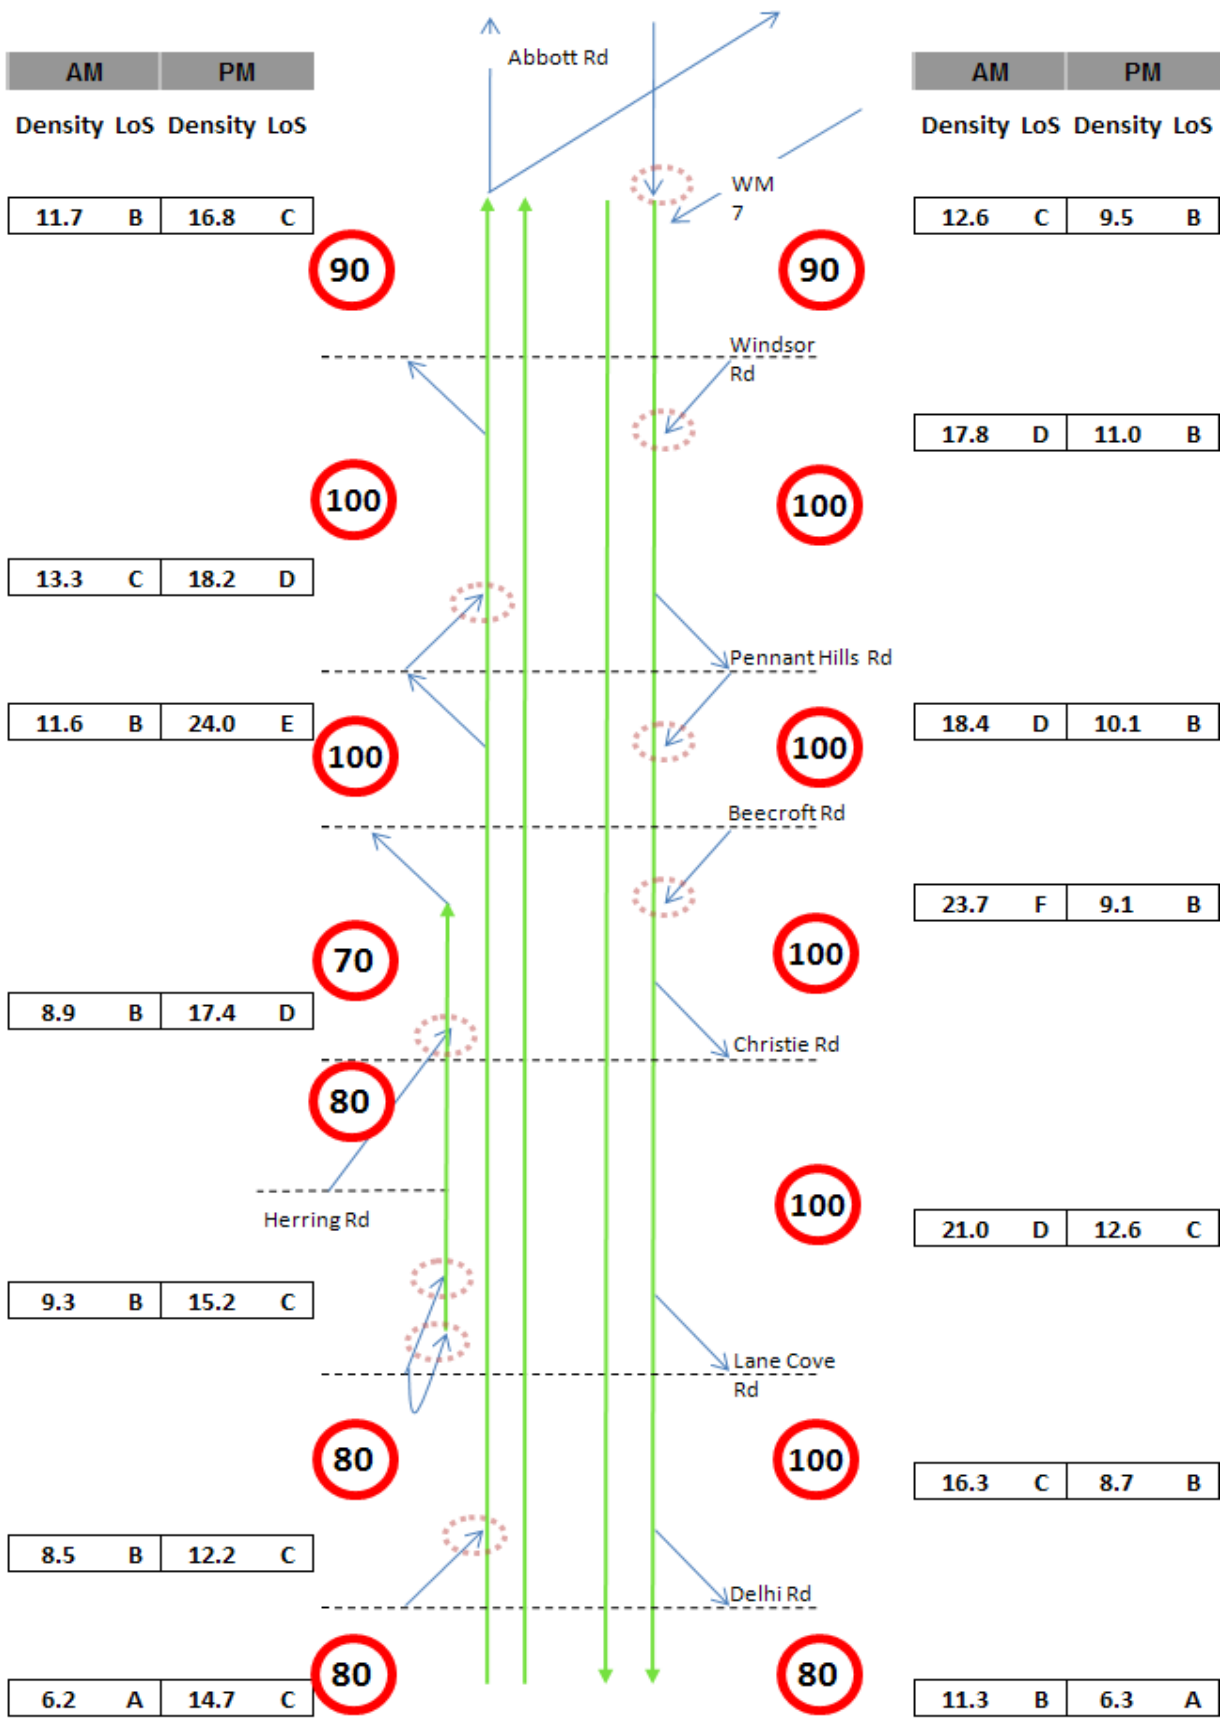 Abbott Rd
AM PM AM PM
Density LoS Density LoS Density LoS Density LoS
WM
7
11.7 B 16.8 C 12.6 C 9.5 B
90 90
Windsor
Rd
17.8 D 11.0 B
100 100
13.3 C 18.2 D
Pennant Hills Rd
11.6 B 24.0 E 18.4 D 10.1 B
100 100
Beecroft Rd
23.7 F 9.1 B
70 100
8.9 B 17.4 D
Christie Rd
80
100
Herring Rd
21.0 D 12.6 C
9.3 B 15.2 C
Lane Cove
Rd
80 100
16.3 C 8.7 B
8.5 B 12.2 C
Delhi Rd
80 80
6.2 A 14.7 C 11.3 B 6.3 A